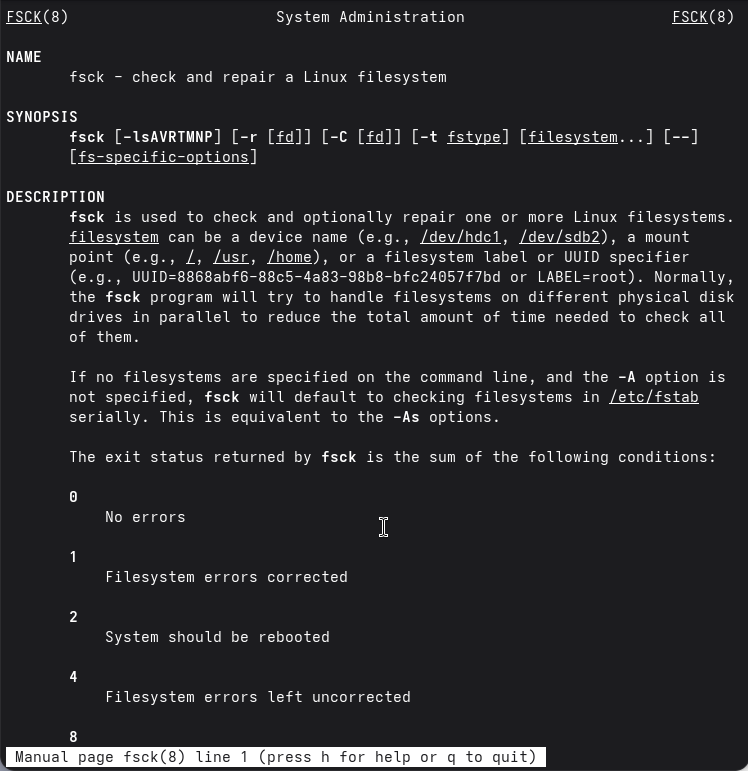 FSCK(8) System Administration FSCK(8)
NAME
fsck - check and repair a Linux filesystem
SYNOPSIS
fsck [-lsAVRTMNP] [-r [fd]] [-C [fd]] [-t fstype] [filesystem...] [--]
[fs-specific-options]
DESCRIPTION
fsck is used to check and optionally repair one or more Linux filesystems.
filesystem can be a device name (e.g., /dev/hdc1, /dev/sdb2), a mount
point (e.g., /, /usr, /home), or a filesystem label or UUID specifier
(e.g., UUID=8868abf6-88c5-4a83-98b8-bfc24057f7bd or LABEL=root). Normally,
the fsck program will try to handle filesystems on different physical disk
drives in parallel to reduce the total amount of time needed to check all
of them.
If no filesystems are specified on the command line, and the -A option is
not specified, fsck will default to checking filesystems in /etc/fstab
serially. This is equivalent to the -As options.
The exit status returned by fsck is the sum of the following conditions:
0
No errors
1
Filesystem errors corrected
2
System should be rebooted
4
Filesystem errors left uncorrected
8
Manual page fsck(8) line 1 (press h for help or q to quit)